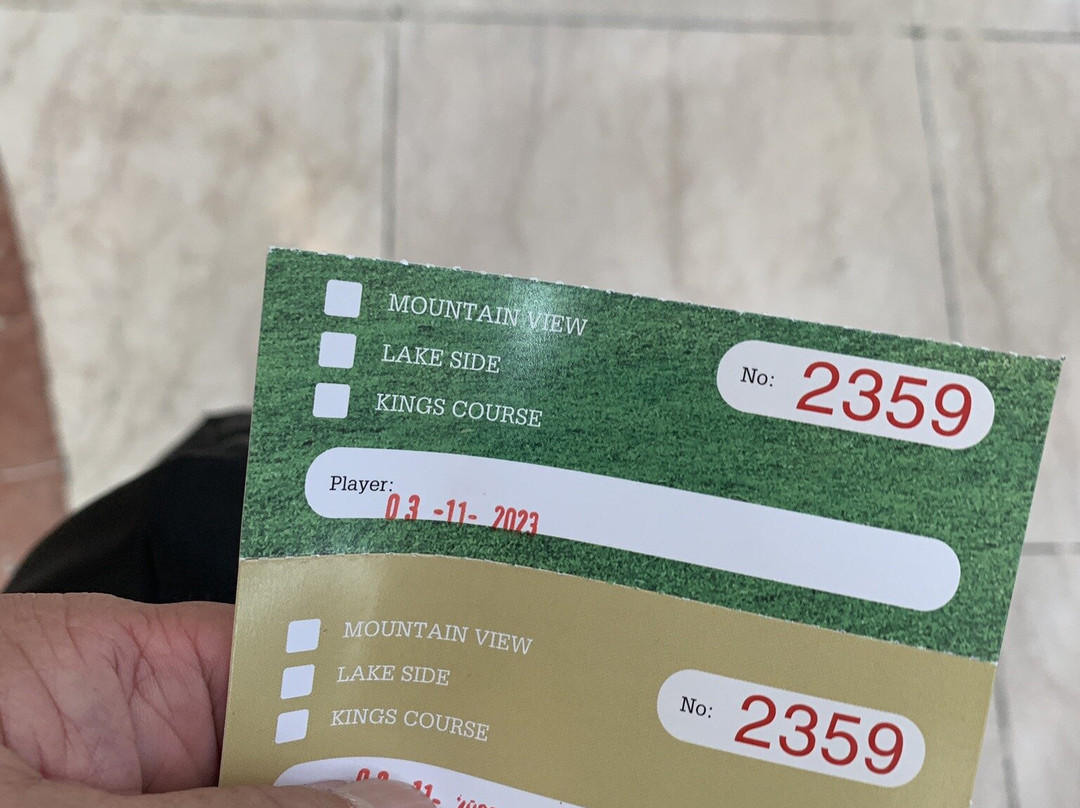 MOUNTAIN VIEW
LAKE SIDE
KINGS COURSE
No: 2359
Player:
03 -11- 2023
MOUNTAIN VIEW
LAKE SIDE
KINGS COURSE
No: 2359